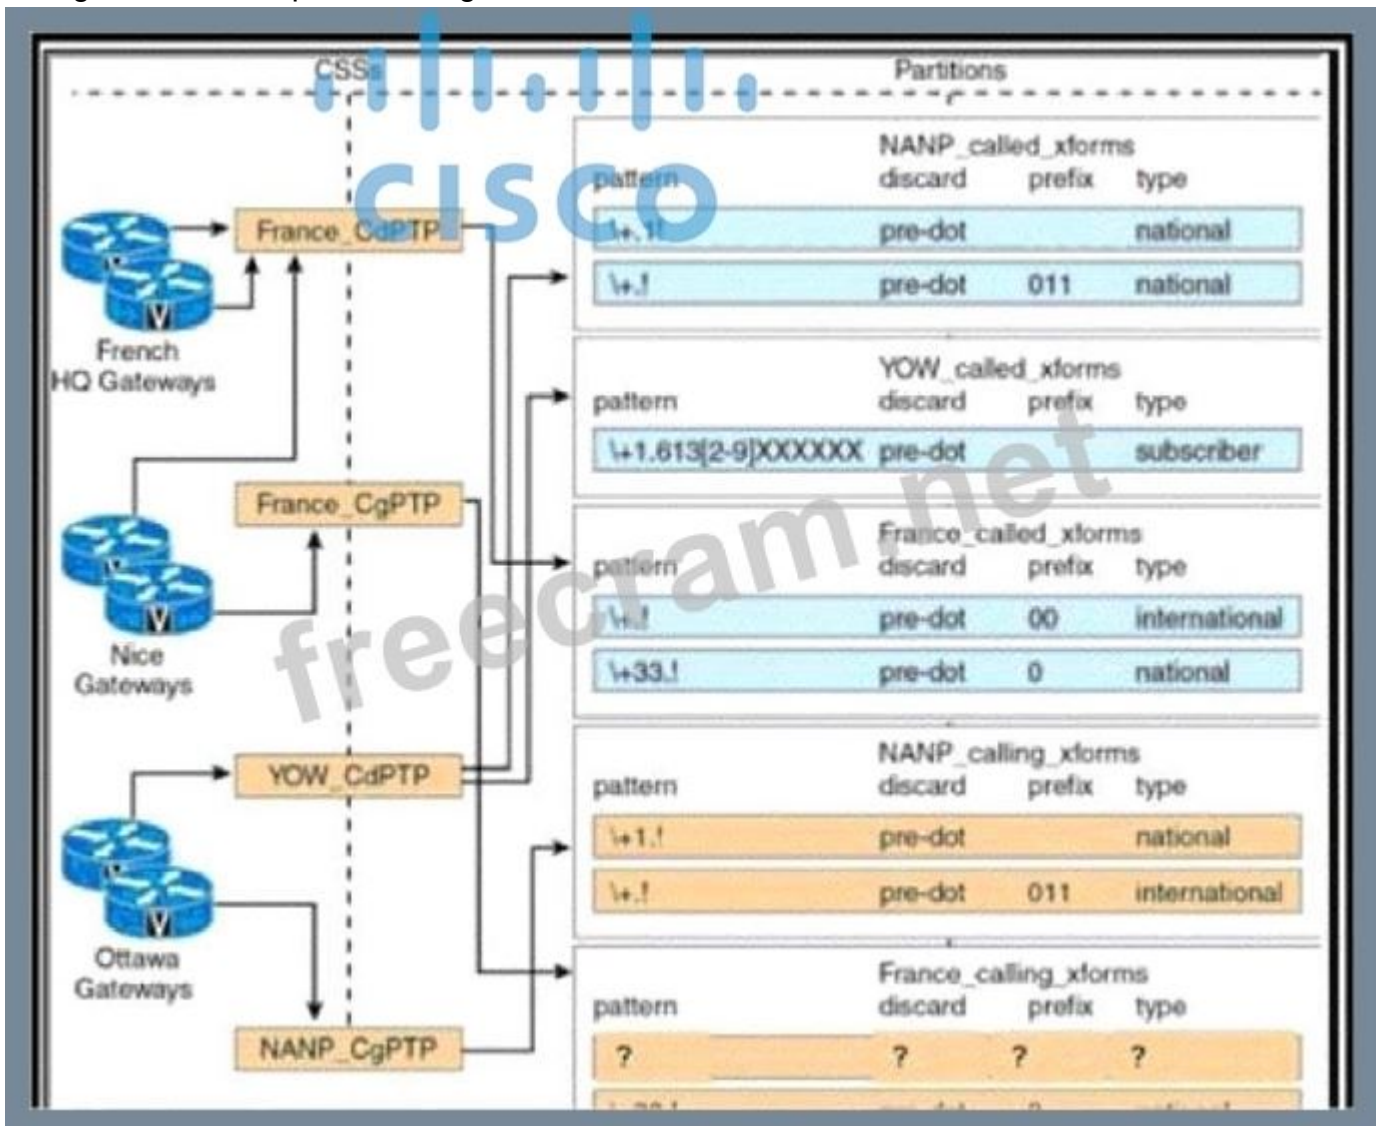 CSSs Partitions
CISCO
NANP_called_xforms
pattern discard prefix type
\+.1! pre-dot national
\+.! pre-dot 011 national
France_CdPTP
French
HQ Gateways
YOW_called_xforms
pattern discard prefix type
\+1.613[2-9]XXXXXX pre-dot subscriber
France_CgPTP
France_called_xforms
pattern discard prefix type
\+.! pre-dot 00 international
\+33.! pre-dot 0 national
Nice
Gateways
freecram.net
YOW_CdPTP
NANP_calling_xforms
pattern discard prefix type
\+1.! pre-dot national
\+.! pre-dot 011 international
Ottawa
Gateways
NANP_CgPTP
France_calling_xforms
pattern discard prefix type
? ? ? ?
V
V
V